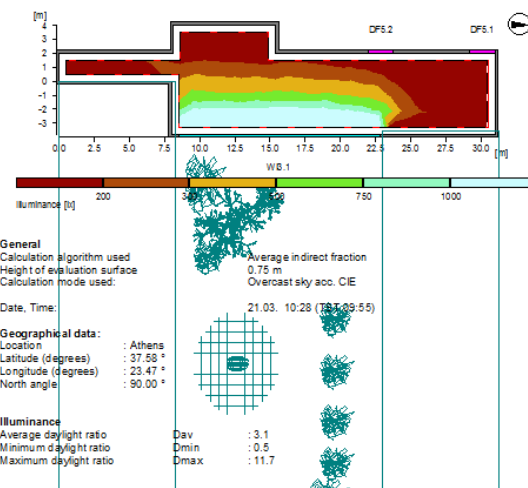 [m]
DF5.2 DF5.1
4
3
2
1
0
-1
-2
-3
0.0 2.5 5.0 7.5 10.0 12.5 15.0 17.5 20.0 22.5 25.0 27.5 30.0 [m]
WG.1
200 750 1000
Illuminance [lx]
General
Calculation algorithm used Average indirect fraction
Height of evaluation surface 0.75 m
Calculation mode used: Overcast sky acc. CIE
Date, Time: 21.03. 10:28 (TST 09:55)
Geographical data:
Location : Athens
Latitude (degrees) : 37.58 °
Longitude (degrees) : 23.47 °
North angle : 90.00 °
Illuminance
Average daylight ratio Dav : 3.1
Minimum daylight ratio Dmin : 0.5
Maximum daylight ratio Dmax : 11.7